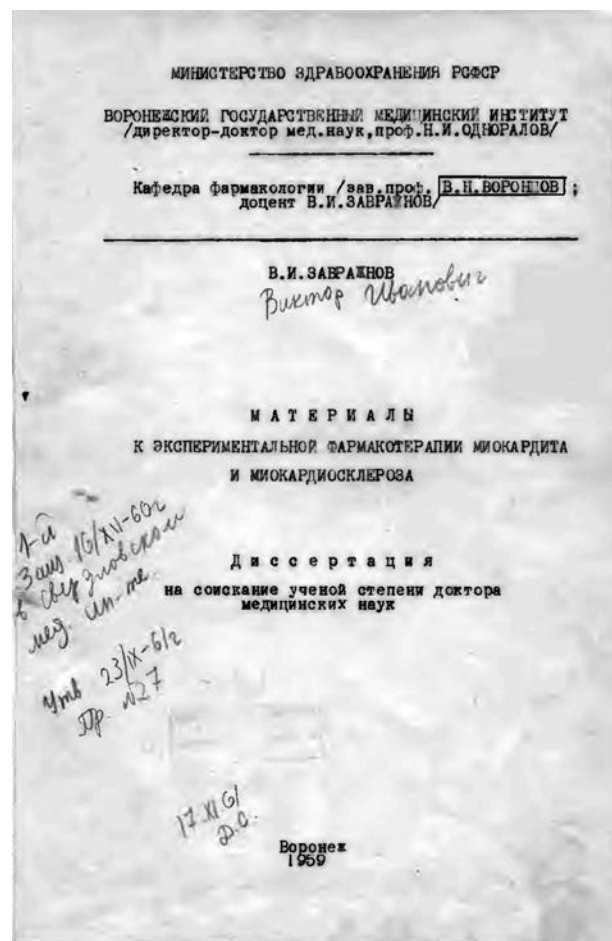 МИНИСТЕРСТВО ЗДРАВООХРАНЕНИЯ РСФСР
ВОРОНЕЖСКИЙ ГОСУДАРСТВЕННЫЙ МЕДИЦИНСКИЙ ИНСТИТУТ
/директор-доктор мед.наук,проф.Н.И.ОДНОРАЛОВ/
Кафедра фармакологии /зав.проф. В.Н.ВОРОНЦОВ ;
доцент В.И.ЗАВРАЖНОВ/
В.И.ЗАВРАЖНОВ
Виктор Иванович
МАТЕРИАЛЫ
К ЭКСПЕРИМЕНТАЛЬНОЙ ФАРМАКОТЕРАПИИ МИОКАРДИТА
И МИОКАРДИОСКЛЕРОЗА
1-й
Защ 16/XII-60г
в свердловском
мед. ин-те.
Диссертация
на соискание ученой степени доктора
медицинских наук
Утв 23/IX-61г
Пр. №27
17 XI 61
Д.С.
Воронеж
1959